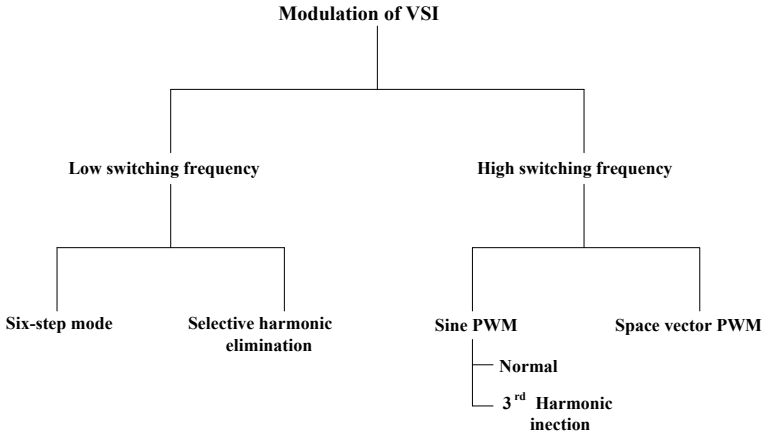 Modulation of VSI
Low switching frequency
High switching frequency
Six-step mode
Selective harmonic
elimination
Sine PWM
Space vector PWM
Normal
3rd Harmonic
inection